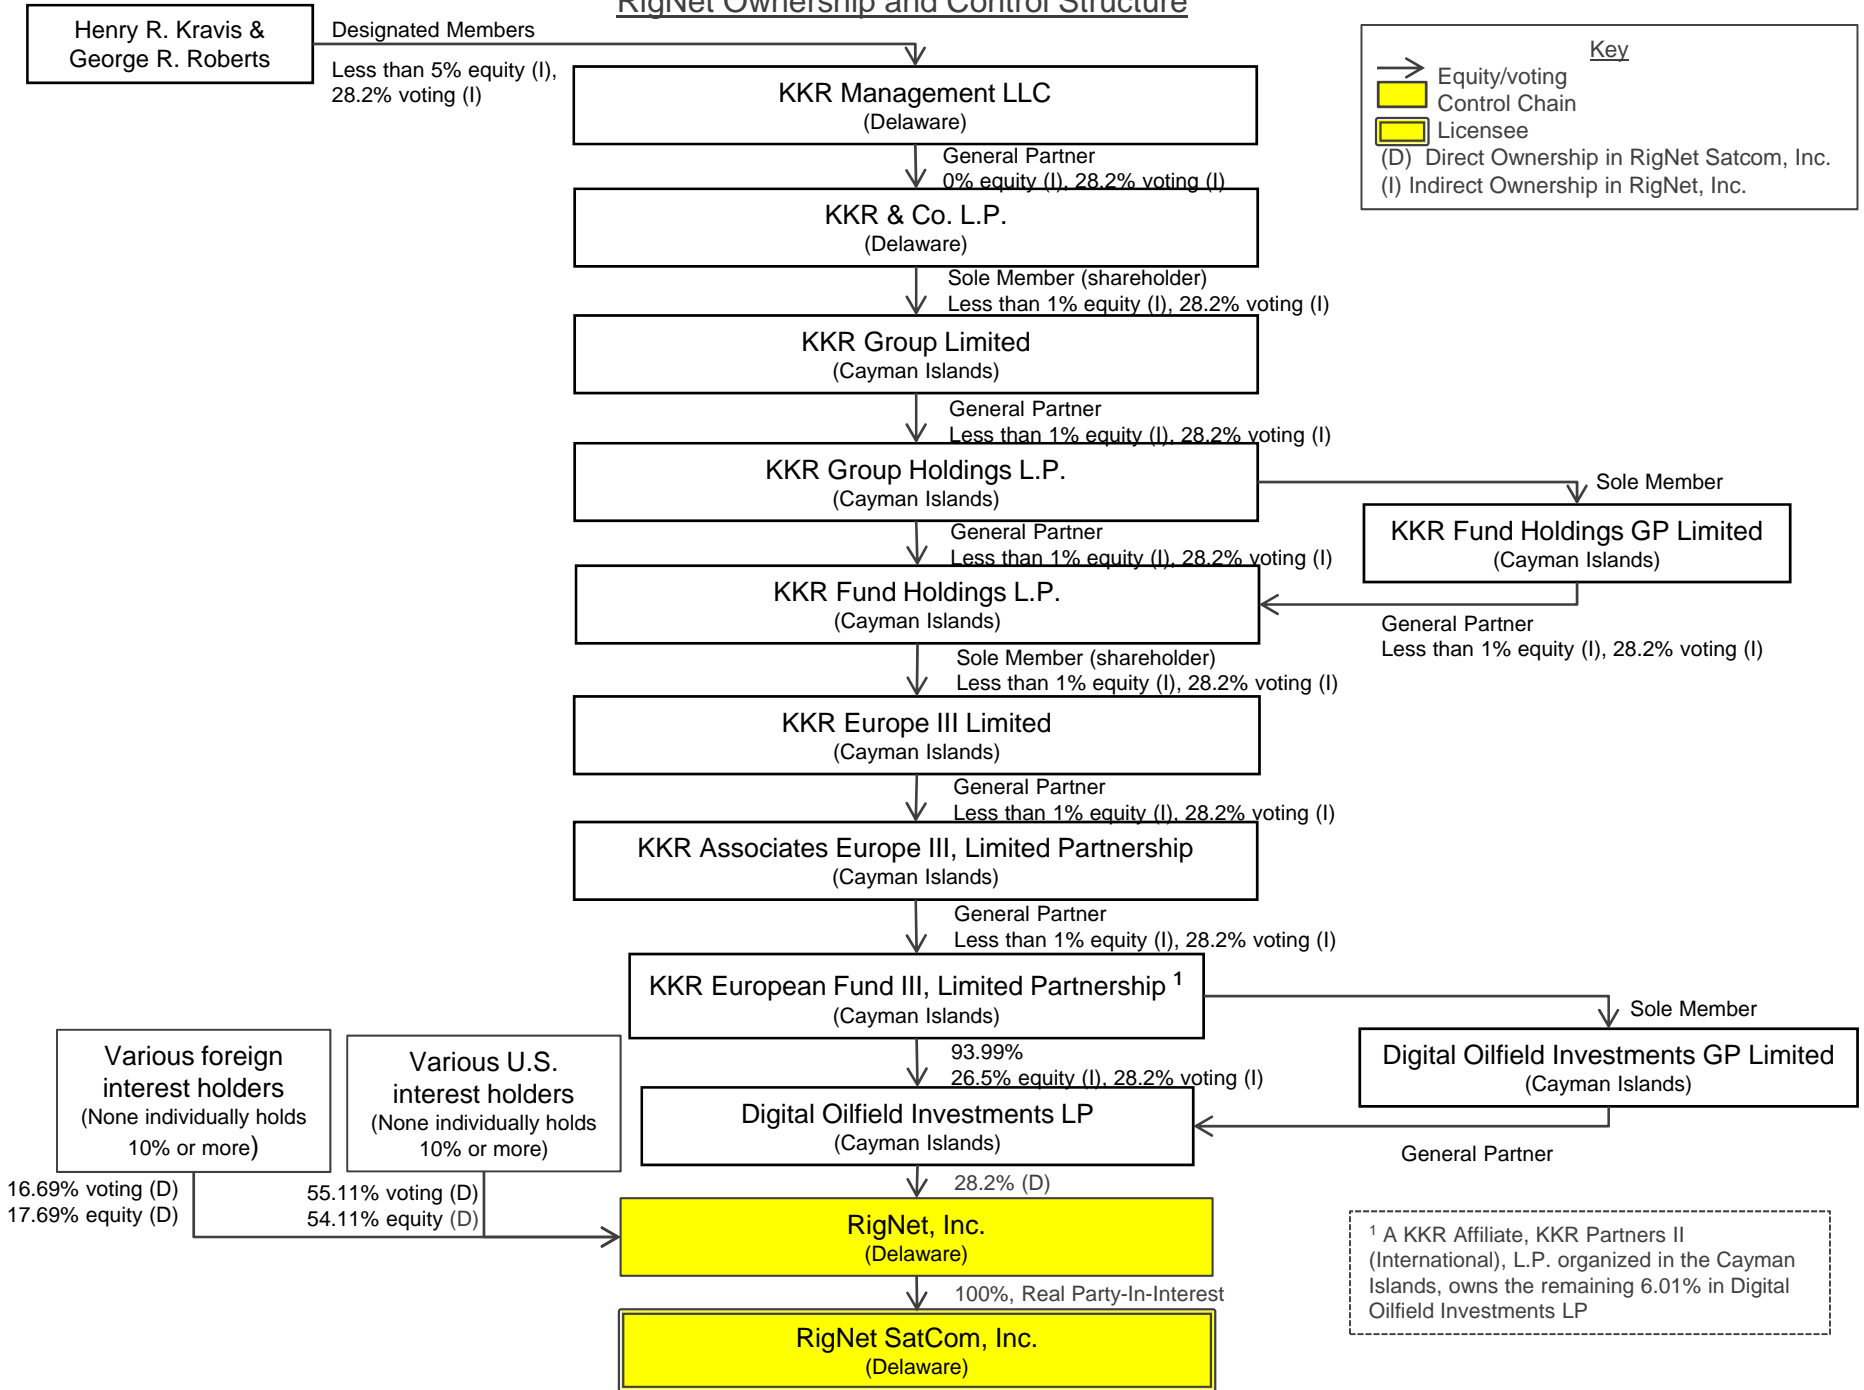 RigNet Ownership and Control Structure
Henry R. Kravis &
George R. Roberts
Designated Members
Less than 5% equity (I),
28.2% voting (I)
Key
Equity/voting
Control Chain
Licensee
(D) Direct Ownership in RigNet Satcom, Inc.
(I) Indirect Ownership in RigNet, Inc.
KKR Management LLC
(Delaware)
General Partner
0% equity (I), 28.2% voting (I)
KKR & Co. L.P.
(Delaware)
Sole Member (shareholder)
Less than 1% equity (I), 28.2% voting (I)
KKR Group Limited
(Cayman Islands)
General Partner
Less than 1% equity (I), 28.2% voting (I)
KKR Group Holdings L.P.
(Cayman Islands)
Sole Member
KKR Fund Holdings GP Limited
(Cayman Islands)
General Partner
Less than 1% equity (I), 28.2% voting (I)
KKR Fund Holdings L.P.
(Cayman Islands)
General Partner
Less than 1% equity (I), 28.2% voting (I)
Sole Member (shareholder)
Less than 1% equity (I), 28.2% voting (I)
KKR Europe III Limited
(Cayman Islands)
General Partner
Less than 1% equity (I), 28.2% voting (I)
KKR Associates Europe III, Limited Partnership
(Cayman Islands)
General Partner
Less than 1% equity (I), 28.2% voting (I)
KKR European Fund III, Limited Partnership ¹
(Cayman Islands)
Sole Member
Digital Oilfield Investments GP Limited
(Cayman Islands)
General Partner
93.99%
26.5% equity (I), 28.2% voting (I)
Digital Oilfield Investments LP
(Cayman Islands)
Various foreign
interest holders
(None individually holds
10% or more)
16.69% voting (D)
17.69% equity (D)
Various U.S.
interest holders
(None individually holds
10% or more)
55.11% voting (D)
54.11% equity (D)
28.2% (D)
RigNet, Inc.
(Delaware)
100%, Real Party-In-Interest
RigNet SatCom, Inc.
(Delaware)
¹ A KKR Affiliate, KKR Partners II
(International), L.P. organized in the Cayman
Islands, owns the remaining 6.01% in Digital
Oilfield Investments LP